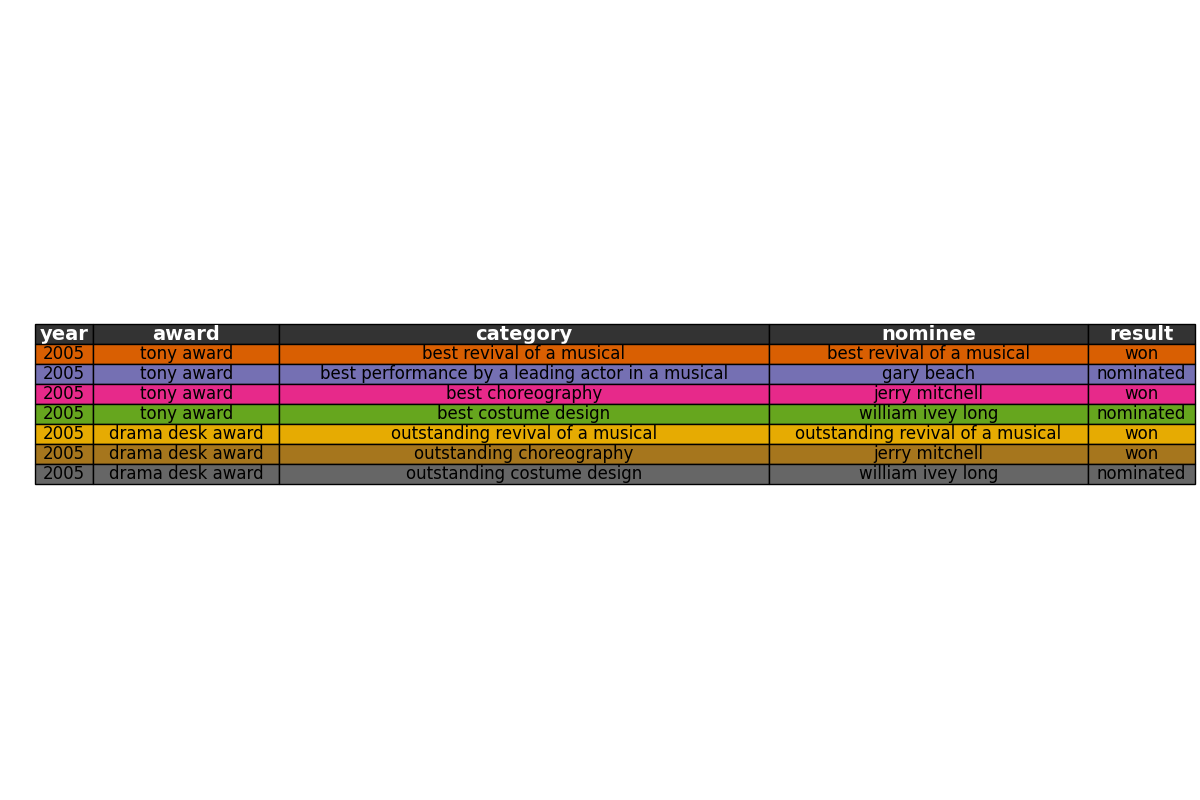 year award category nominee result
2005 tony award best revival of a musical best revival of a musical won
2005 tony award best performance by a leading actor in a musical gary beach nominated
2005 tony award best choreography jerry mitchell won
2005 tony award best costume design william ivey long nominated
2005 drama desk award outstanding revival of a musical outstanding revival of a musical won
2005 drama desk award outstanding choreography jerry mitchell won
2005 drama desk award outstanding costume design william ivey long nominated